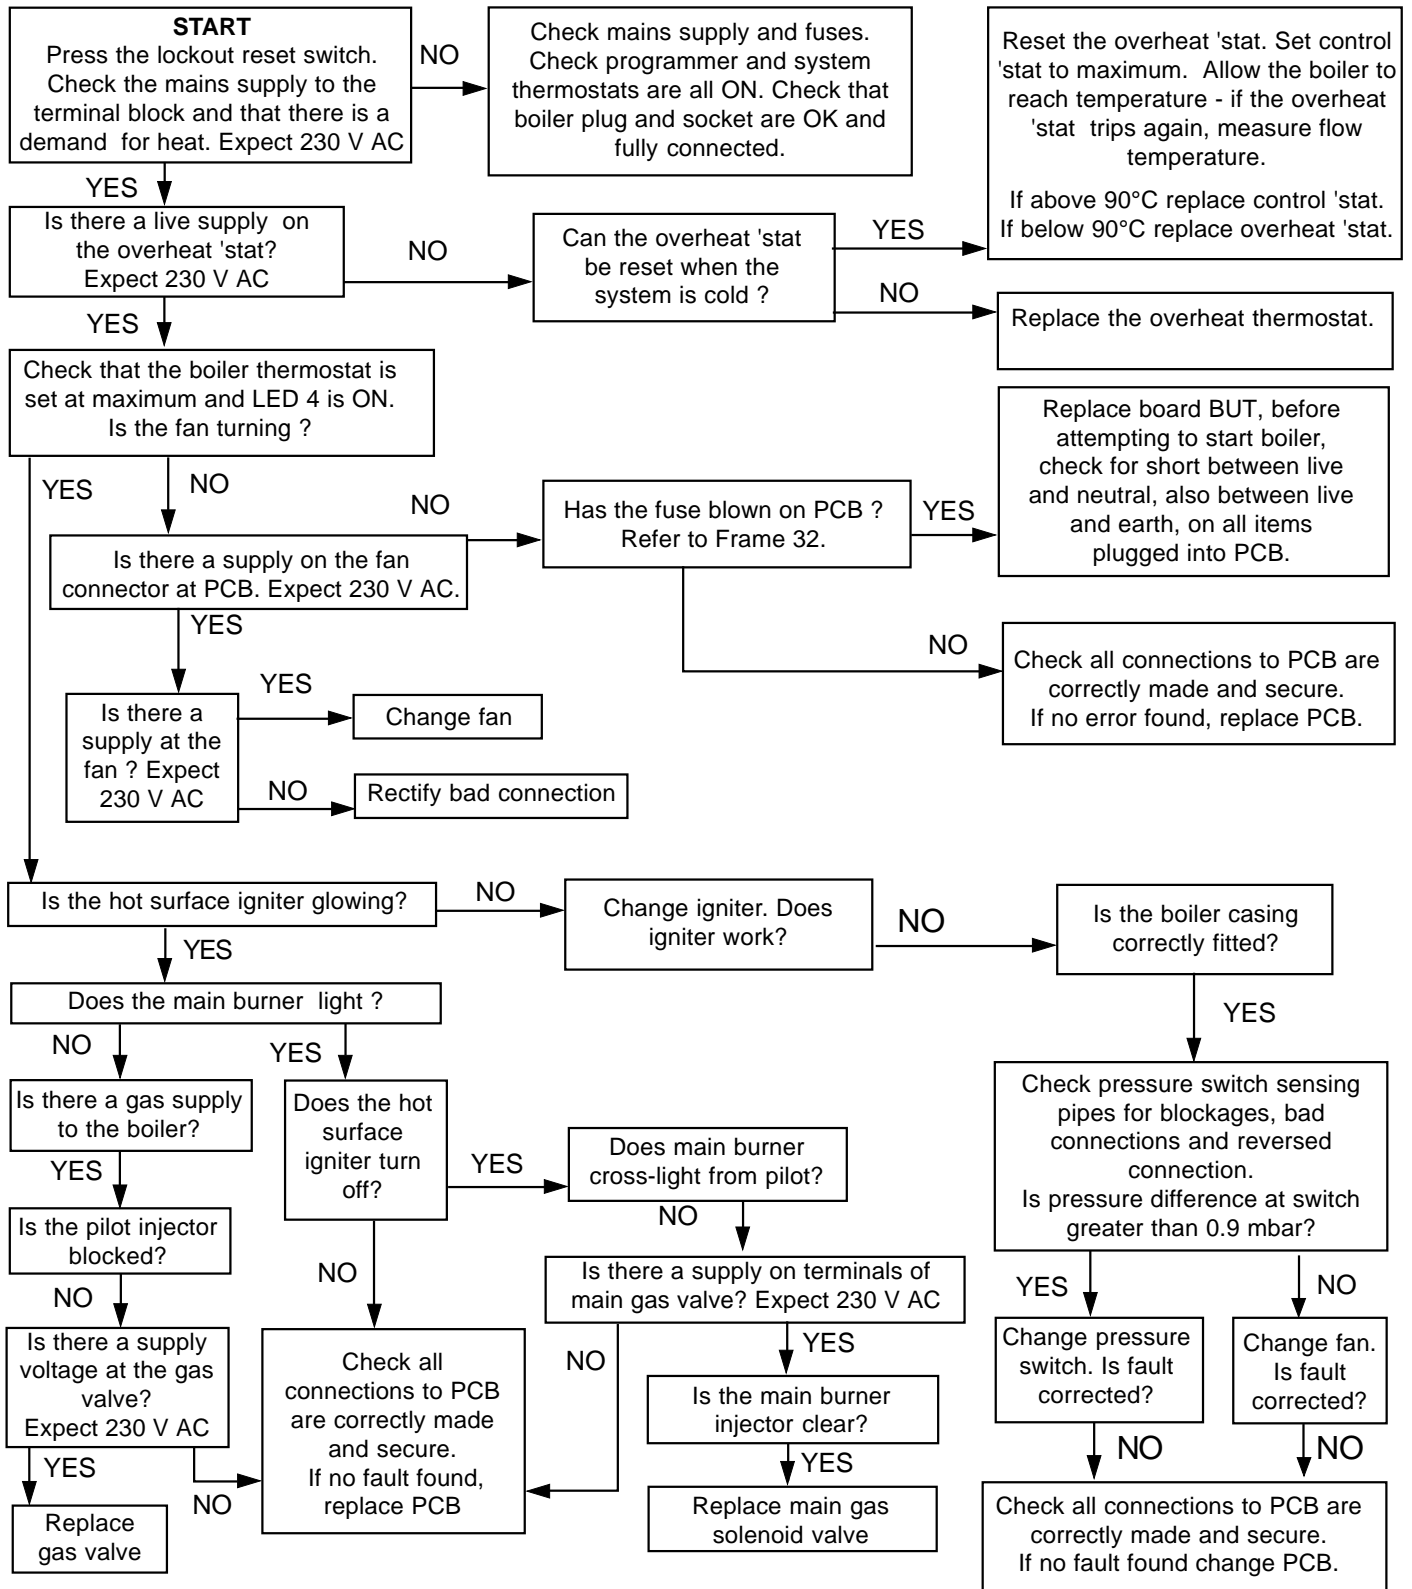 START
Press the lockout reset switch.
Check the mains supply to the
terminal block and that there is a
demand for heat. Expect 230 V AC
NO
Check mains supply and fuses.
Check programmer and system
thermostats are all ON. Check that
boiler plug and socket are OK and
fully connected.
Reset the overheat 'stat. Set control
'stat to maximum. Allow the boiler to
reach temperature - if the overheat
'stat trips again, measure flow
temperature.
If above 90°C replace control 'stat.
If below 90°C replace overheat 'stat.
YES
Is there a live supply on
the overheat 'stat?
Expect 230 V AC
NO
Can the overheat 'stat
be reset when the
system is cold ?
YES
NO
Replace the overheat thermostat.
YES
Check that the boiler thermostat is
set at maximum and LED 4 is ON.
Is the fan turning ?
YES
NO
Is there a supply on the fan
connector at PCB. Expect 230 V AC.
NO
Has the fuse blown on PCB ?
Refer to Frame 32.
YES
Replace board BUT, before
attempting to start boiler,
check for short between live
and neutral, also between live
and earth, on all items
plugged into PCB.
NO
Check all connections to PCB are
correctly made and secure.
If no error found, replace PCB.
YES
Is there a
supply at the
fan ? Expect
230 V AC
YES
Change fan
NO
Rectify bad connection
Is the hot surface igniter glowing?
NO
Change igniter. Does
igniter work?
NO
Is the boiler casing
correctly fitted?
YES
Does the main burner light ?
NO
YES
YES
Is there a gas supply
to the boiler?
YES
Is the pilot injector
blocked?
NO
Is there a supply
voltage at the gas
valve?
Expect 230 V AC
YES
NO
Replace
gas valve
Does the hot
surface
igniter turn
off?
YES
NO
Check all
connections to PCB
are correctly made
and secure.
If no fault found,
replace PCB
Does main burner
cross-light from pilot?
NO
Is there a supply on terminals of
main gas valve? Expect 230 V AC
NO
YES
Is the main burner
injector clear?
YES
Replace main gas
solenoid valve
Check pressure switch sensing
pipes for blockages, bad
connections and reversed
connection.
Is pressure difference at switch
greater than 0.9 mbar?
YES
NO
Change pressure
switch. Is fault
corrected?
Change fan.
Is fault
corrected?
NO
NO
Check all connections to PCB are
correctly made and secure.
If no fault found change PCB.